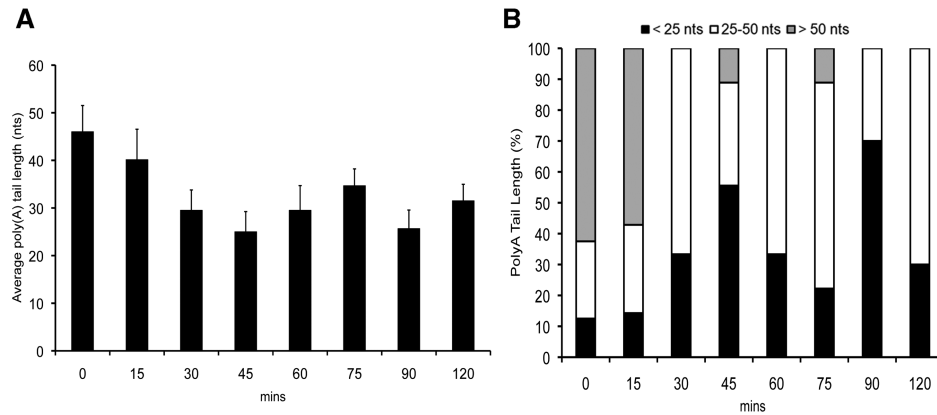 A
Average poly(A) tail length (nts)
60
50
40
30
20
10
0
0 15 30 45 60 75 90 120
mins
B
< 25 nts 25-50 nts > 50 nts
PolyA Tail Length (%)
100
90
80
70
60
50
40
30
20
10
0
0 15 30 45 60 75 90 120
mins